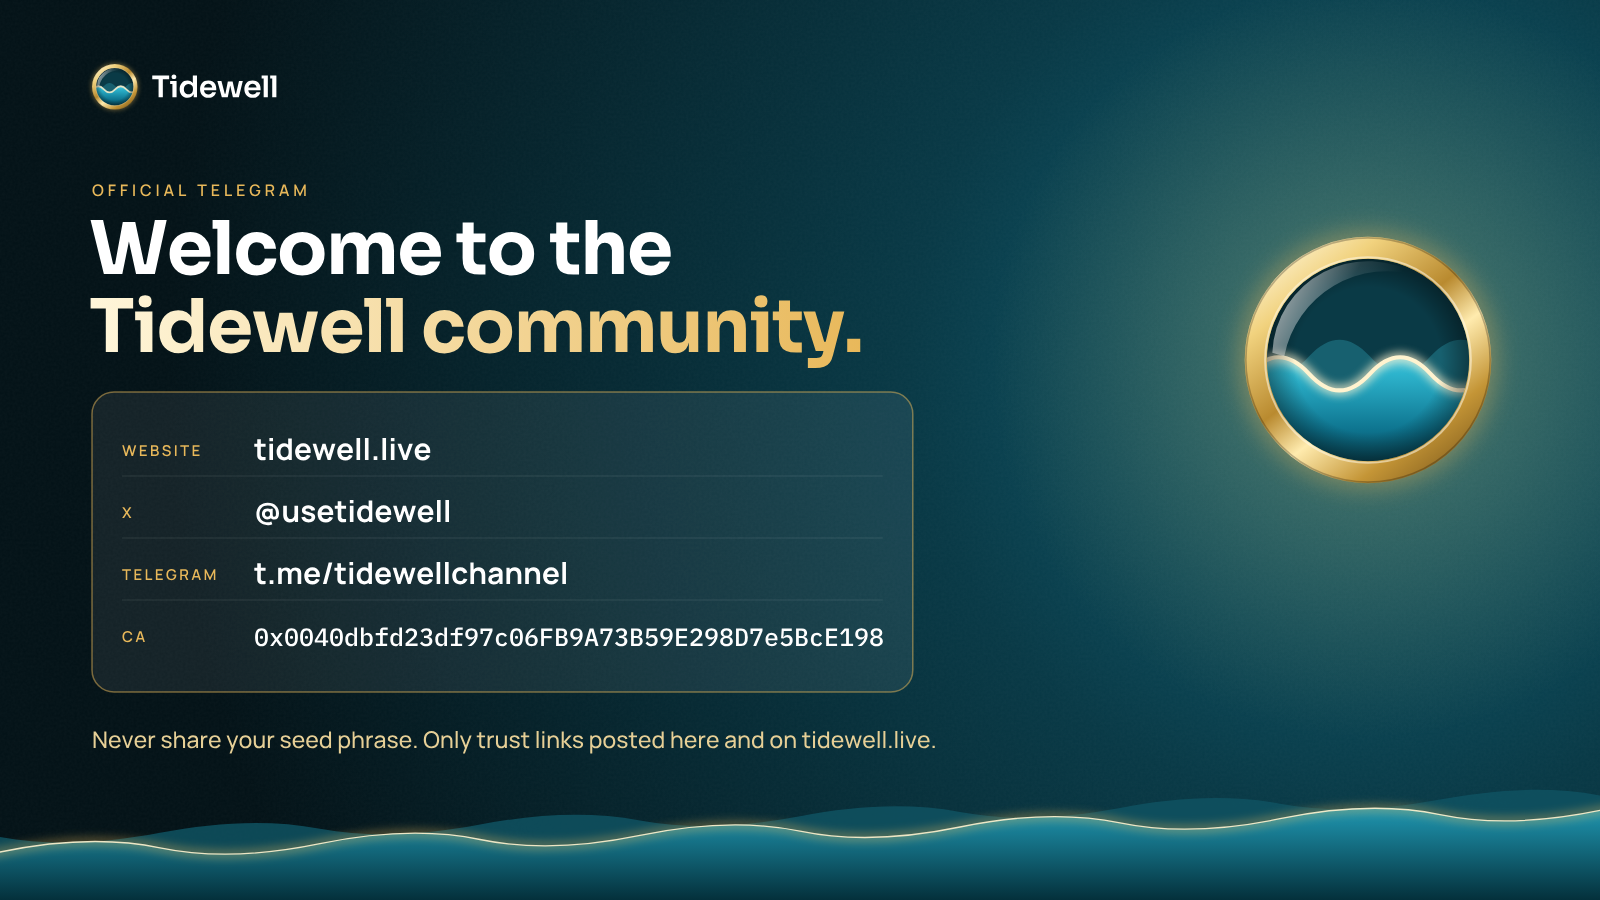 Tidewell
OFFICIAL TELEGRAM
Welcome to the
Tidewell community.
WEBSITE tidewell.live
X @usetidewell
TELEGRAM t.me/tidewellchannel
CA 0x0040dbfd23df97c06FB9A73B59E298D7e5BcE198
Never share your seed phrase. Only trust links posted here and on tidewell.live.